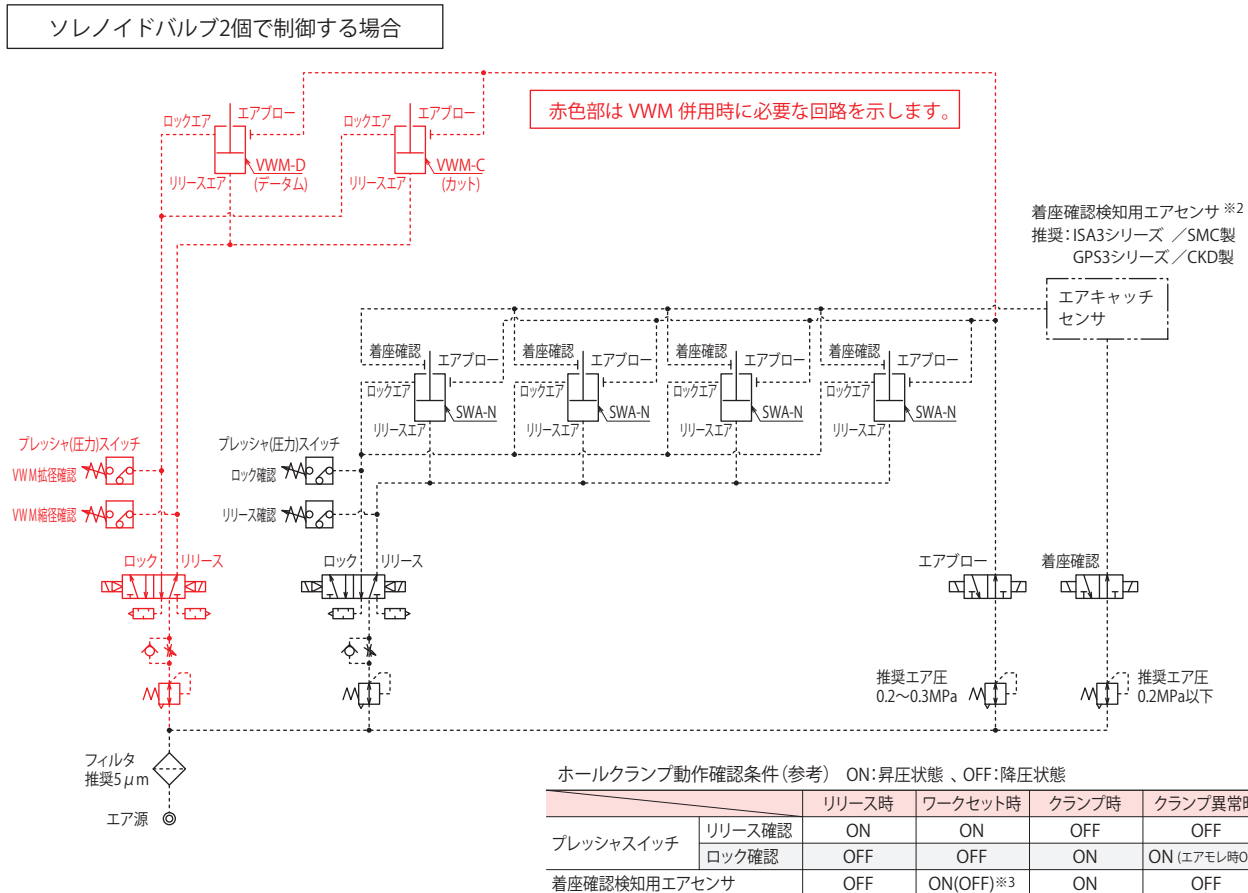 ソレノイドバルブ2個で制御する場合
赤色部は VWM 併用時に必要な回路を示します。
ロックエア
エアブロー
VWM-D
(データム)
リリースエア
ロックエア
エアブロー
VWM-C
(カット)
リリースエア
着座確認検知用エアセンサ ※2
推奨：ISA3シリーズ ／SMC製
GPS3シリーズ／CKD製
エアキャッチ
センサ
着座確認
エアブロー
ロックエア
SWA-N
リリースエア
着座確認
エアブロー
ロックエア
SWA-N
リリースエア
着座確認
エアブロー
ロックエア
SWA-N
リリースエア
着座確認
エアブロー
ロックエア
SWA-N
リリースエア
プレッシャ(圧力)スイッチ
VWM拡径確認
VWM縮径確認
プレッシャ(圧力)スイッチ
ロック確認
リリース確認
ロック
リリース
ロック
リリース
エアブロー
着座確認
推奨エア圧
0.2～0.3MPa
推奨エア圧
0.2MPa以下
フィルタ
推奨5μm
エア源
ホールクランプ動作確認条件(参考) ON：昇圧状態 、OFF：降圧状態
リリース時 ワークセット時 クランプ時 クランプ異常時
プレッシャスイッチ
リリース確認 ON ON OFF OFF
ロック確認 OFF OFF ON ON (エアモレ時O
着座確認検知用エアセンサ OFF ON(OFF)※3 ON OFF